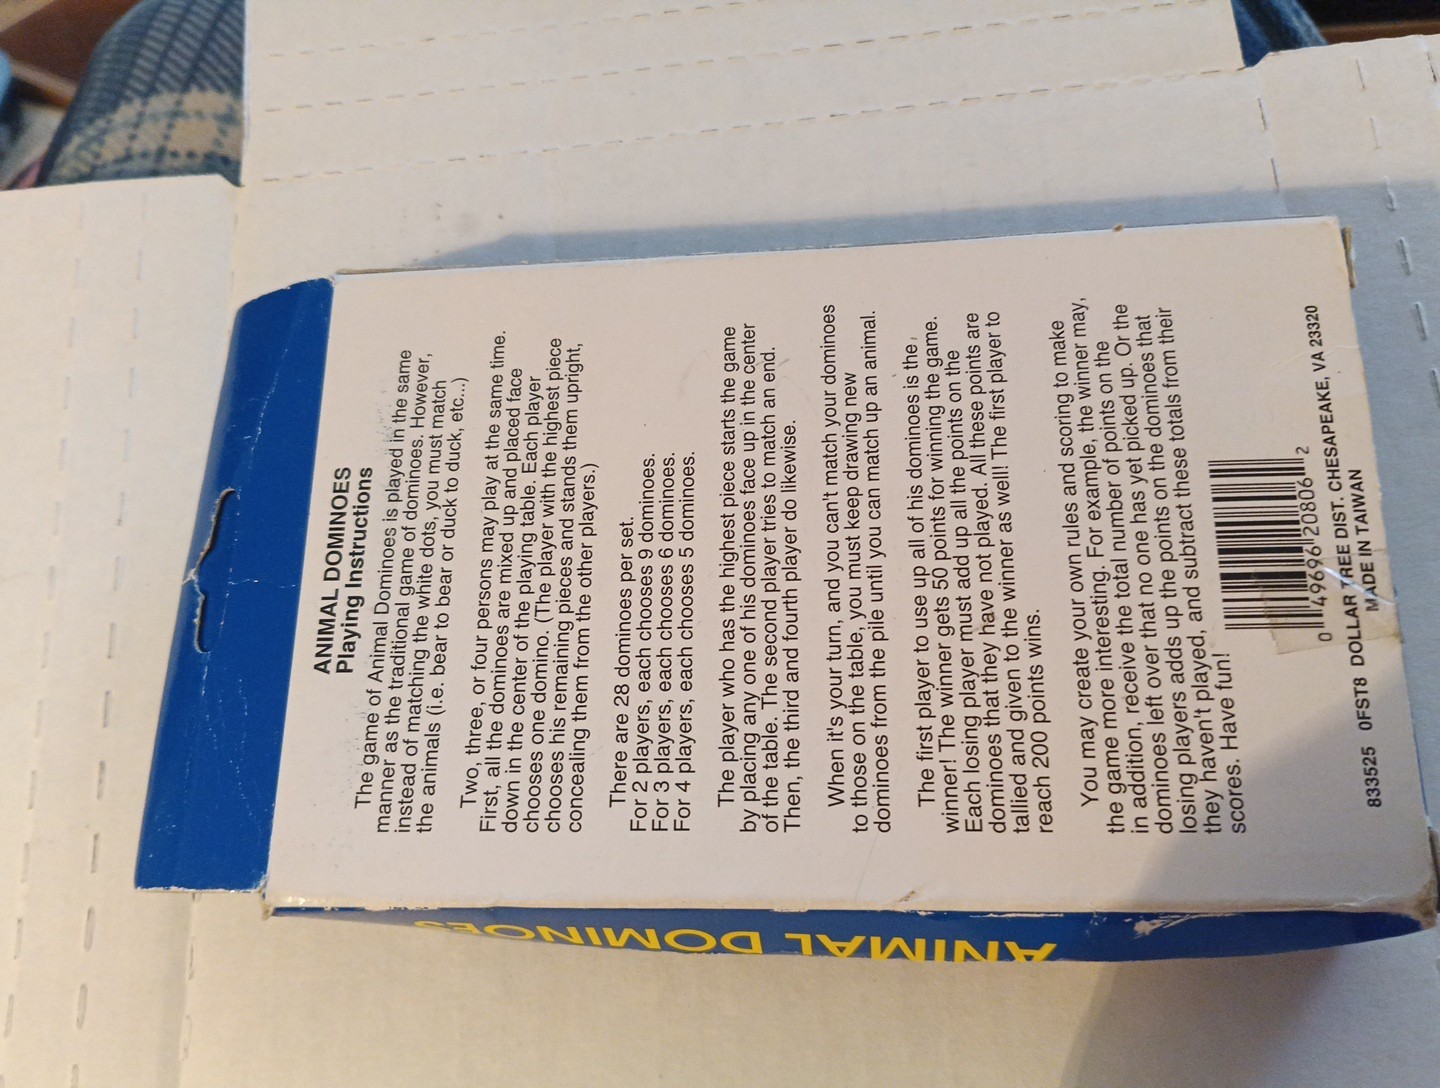 ANIMAL DOMINOES
Playing Instructions
The game of Animal Dominoes is played in the same
manner as the traditional game of dominoes. However,
instead of matching the white dots, you must match
the animals (i.e. bear to bear or duck to duck, etc...)
Two, three, or four persons may play at the same time.
First, all the dominoes are mixed up and placed face
down in the center of the playing table. Each player
chooses one domino. (The player with the highest piece
chooses his remaining pieces and stands them upright,
concealing them from the other players.)
There are 28 dominoes per set.
For 2 players, each chooses 9 dominoes.
For 3 players, each chooses 6 dominoes.
For 4 players, each chooses 5 dominoes.
The player who has the highest piece starts the game
by placing any one of his dominoes face up in the center
of the table. The second player tries to match an end.
Then, the third and fourth player do likewise.
When it's your turn, and you can't match your dominoes
to those on the table, you must keep drawing new
dominoes from the pile until you can match up an animal.
The first player to use up all of his dominoes is the
winner! The winner gets 50 points for winning the game.
Each losing player must add up all the points on the
dominoes that they have not played. All these points are
tallied and given to the winner as well! The first player to
reach 200 points wins.
You may create your own rules and scoring to make
the game more interesting. For example, the winner may,
in addition, receive the total number of points on the
dominoes left over that no one has yet picked up. Or the
losing players adds up the points on the dominoes that
they haven't played, and subtract these totals from their
scores. Have fun!
0 49696 20806 2
833525 0FST8 DOLLAR TREE DIST. CHESAPEAKE, VA 23320
MADE IN TAIWAN
ANIMAL DOMINOES